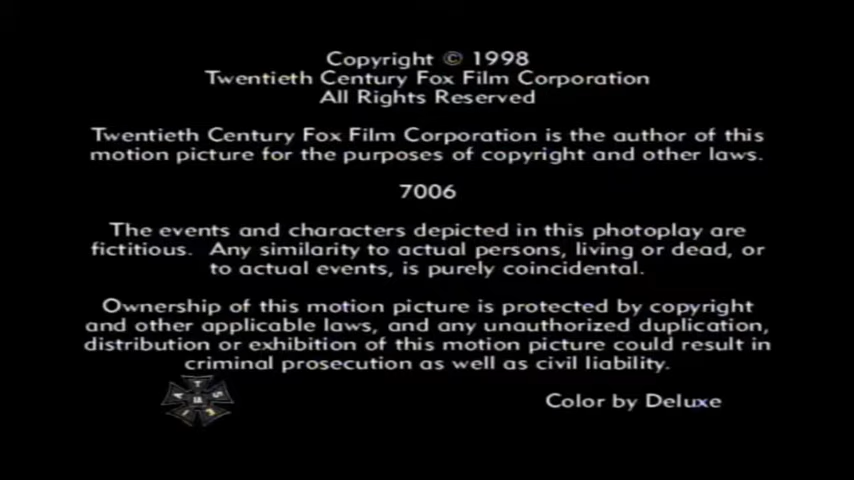 Copyright © 1998
Twentieth Century Fox Film Corporation
All Rights Reserved
Twentieth Century Fox Film Corporation is the author of this
motion picture for the purposes of copyright and other laws.
7006
The events and characters depicted in this photoplay are
fictitious. Any similarity to actual persons, living or dead, or
to actual events, is purely coincidental.
Ownership of this motion picture is protected by copyright
and other applicable laws, and any unauthorized duplication,
distribution or exhibition of this motion picture could result in
criminal prosecution as well as civil liability.
Color by Deluxe